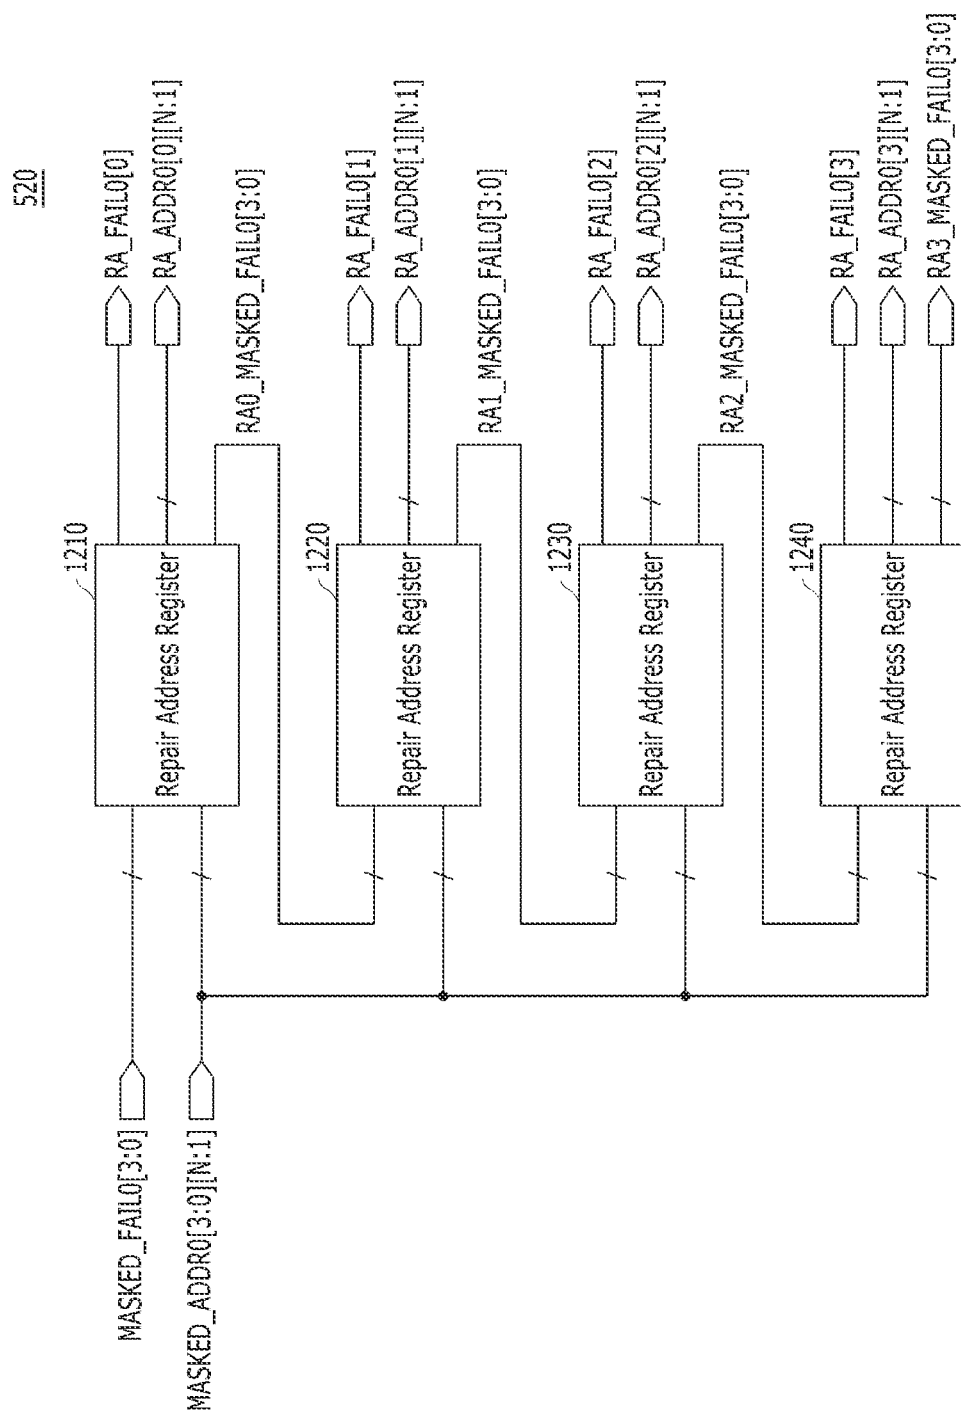 520
MASKED_FAIL0[3:0]
MASKED_ADDR0[3:0][N:1]
1210
Repair Address Register
RA_FAIL0[0]
RA_ADDR0[0][N:1]
RA0_MASKED_FAIL0[3:0]
1220
Repair Address Register
RA_FAIL0[1]
RA_ADDR0[1][N:1]
RA1_MASKED_FAIL0[3:0]
1230
Repair Address Register
RA_FAIL0[2]
RA_ADDR0[2][N:1]
RA2_MASKED_FAIL0[3:0]
1240
Repair Address Register
RA_FAIL0[3]
RA_ADDR0[3][N:1]
RA3_MASKED_FAIL0[3:0]